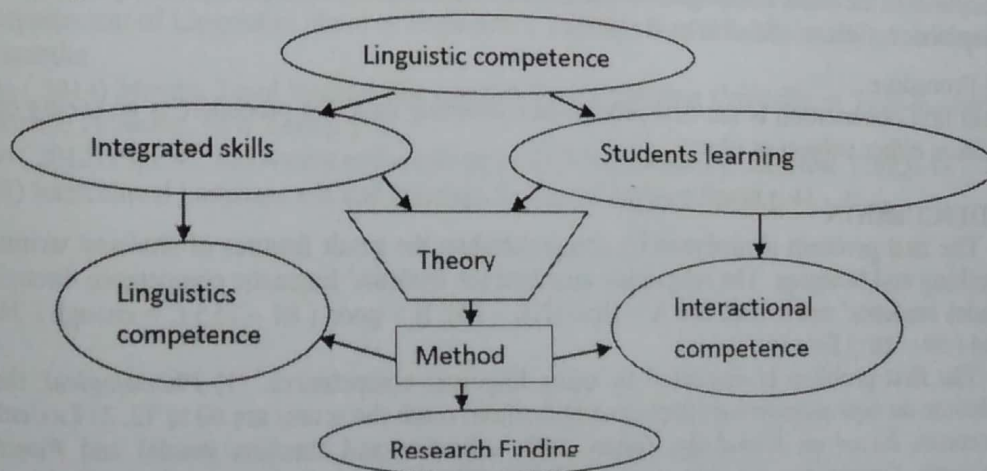 Linguistic competence
Integrated skills
Students learning
Theory
Linguistics
competence
Interactional
competence
Method
Research Finding